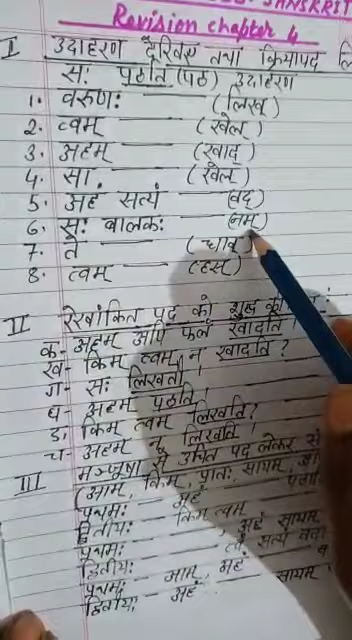 SANSKRIT
Revision chapter 4
I उदाहरण देखिए तथा क्रियापद
सः पठति (पठ) उदाहरण
1. वरुणः —— (लिख्)
2. त्वम् —— (खेल्)
3. अहम् —— (खाद्)
4. सा —— (खेल्)
5. अहं सत्यं —— (वद्)
6. सः बालकः —— (नम्)
7. ते —— (धाव्)
8. त्वम् —— (हस्)
II रेखांकित पद को शुद्ध
क- अहम् अपि फलं खादति।
ख- किम् त्वम् न खादति?
ग- सः लिखतः।
घ- अहम् पठति
ङ- किम् त्वम् लिखति?
च- अहम् न लिखति।
III मञ्जूषा से उचित पद लेकर
(आम्, किम्, प्रातः, सायम्,
प्रथमः — अहं
द्वितीयः — किम् त्वम्
प्रथमः — , अहं सायम्
द्वितीयः — सत्यं
प्रथमः — आम्, अहं
द्वितीयः — अहं — सायम्